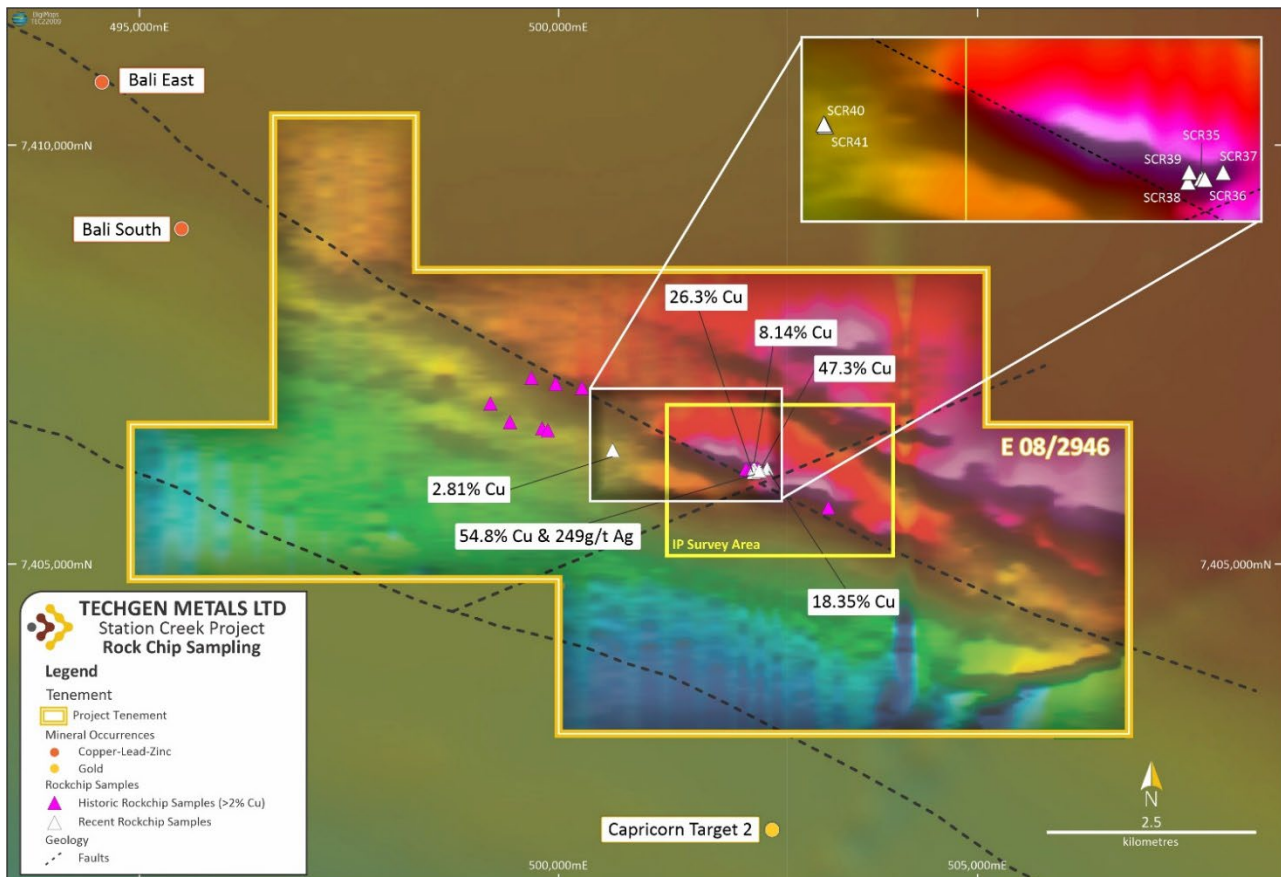 DigiMaps
TEC22000
495,000mE
500,000mE
Bali East
7,410,000mN
Bali South
SCR40
SCR41
SCR35
SCR39
SCR37
SCR38
SCR36
26.3% Cu
8.14% Cu
47.3% Cu
E 08/2946
2.81% Cu
54.8% Cu & 249g/t Ag
IP Survey Area
18.35% Cu
7,405,000mN
7,405,000mN
TECHGEN METALS LTD
Station Creek Project
Rock Chip Sampling
Legend
Tenement
Project Tenement
Mineral Occurrences
Copper-Lead-Zinc
Gold
Rockchip Samples
Historic Rockchip Samples (>2% Cu)
Recent Rockchip Samples
Geology
Faults
Capricorn Target 2
N
2.5
kilometres
500,000mE
505,000mE